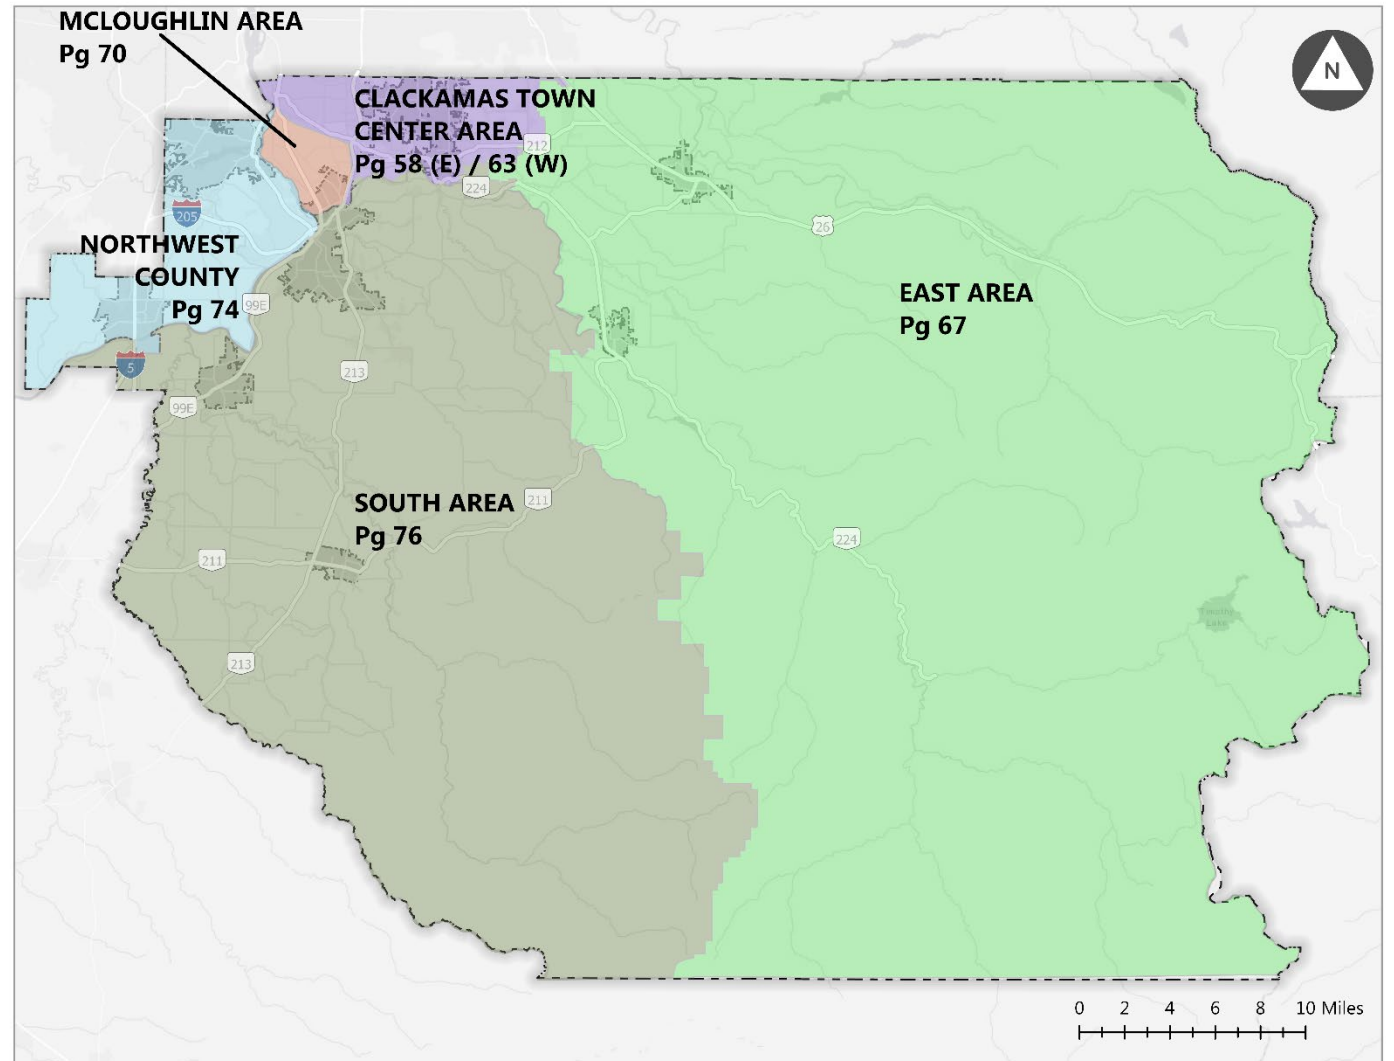 MCLOUGHLIN AREA
Pg 70
N
CLACKAMAS TOWN
CENTER AREA
Pg 58 (E) / 63 (W)
212
224
205
26
NORTHWEST
COUNTY
Pg 74
99E
EAST AREA
Pg 67
5
213
99E
SOUTH AREA
Pg 76
211
224
211
Timothy
Lake
213
0 2 4 6 8 10 Miles